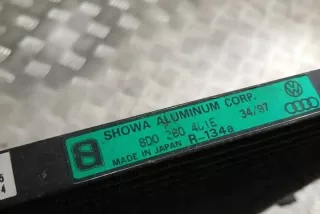 SHOWA ALUMINUM CORP.
8D0 260 401E
34/97
MADE IN JAPAN R-134a